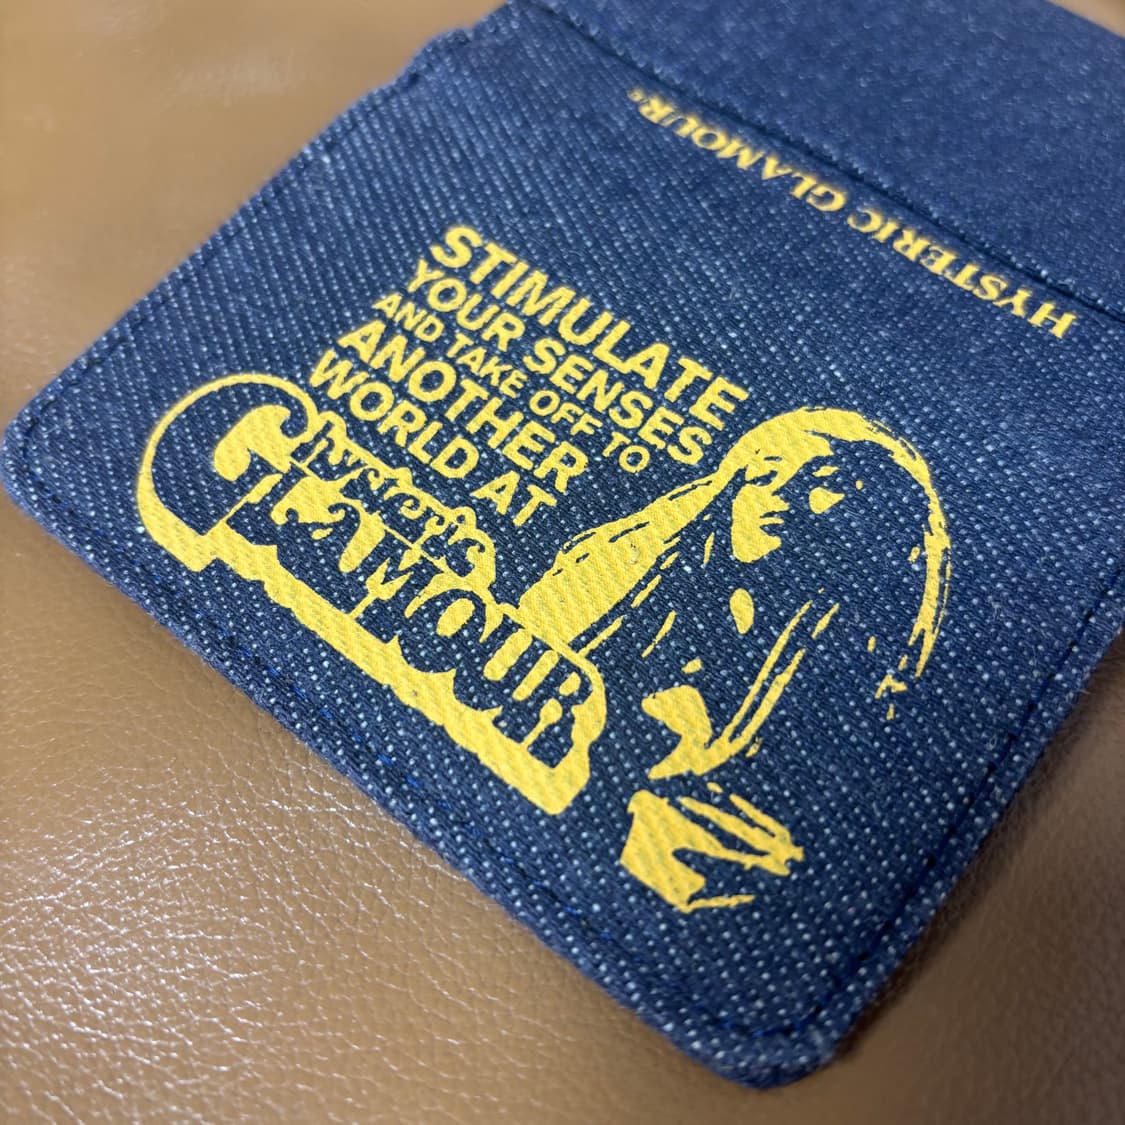 HYSTERIC GLAMOUR®
STIMULATE
YOUR SENSES
AND TAKE OFF TO
ANOTHER
WORLD AT
hysteric
GLAMOUR